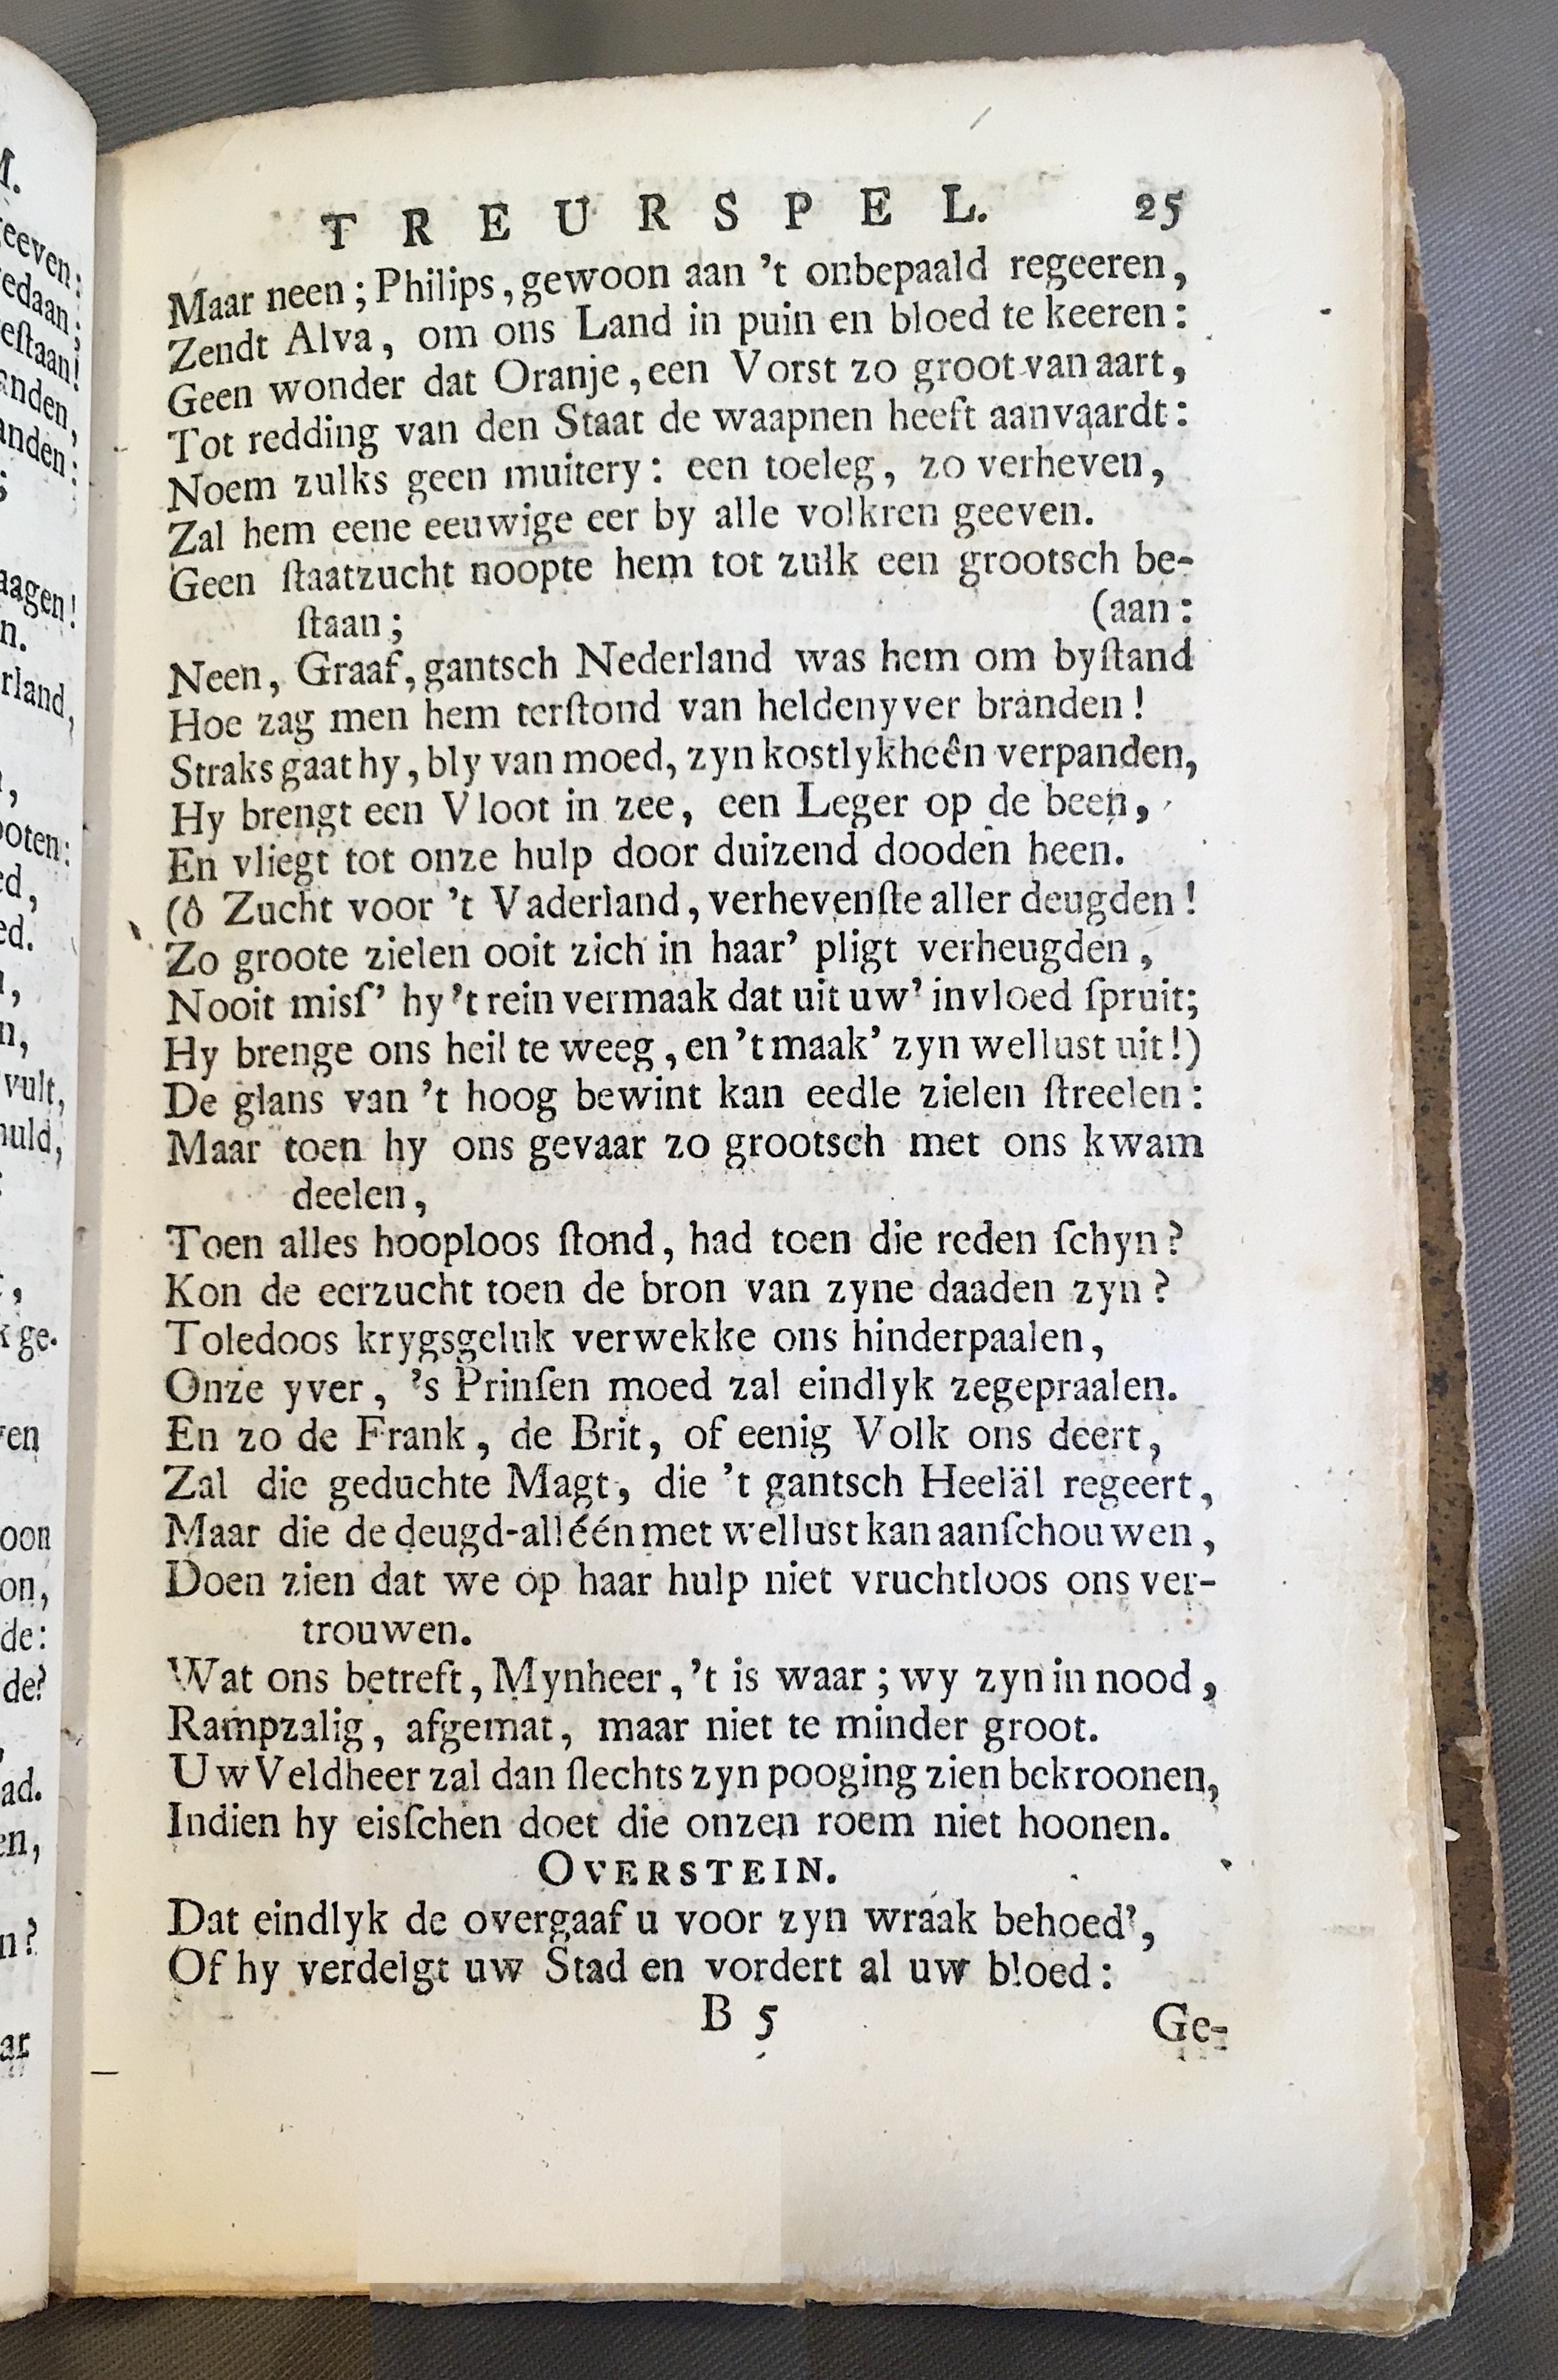 TREURSPEL. 25
Maar neen; Philips, gewoon aan 't onbepaald regeeren,
Zendt Alva, om ons Land in puin en bloed te keeren:
Geen wonder dat Oranje, een Vorst zo groot van aart,
Tot redding van den Staat de waapnen heeft aanvaardt:
Noem zulks geen muitery: een toeleg, zo verheven,
Zal hem eene eeuwige eer by alle volkren geeven.
Geen ſtaatzucht noopte hem tot zulk een grootsch be-
ſtaan; (aan:
Neen, Graaf, gantsch Nederland was hem om byſtand
Hoe zag men hem terſtond van heldenyver branden!
Straks gaat hy, bly van moed, zyn kostlykheên verpanden,
Hy brengt een Vloot in zee, een Leger op de been,
En vliegt tot onze hulp door duizend dooden heen.
(ô Zucht voor 't Vaderland, verhevenſte aller deugden!
Zo groote zielen ooit zich in haar' pligt verheugden,
Nooit misſ' hy 't rein vermaak dat uit uw' invloed ſpruit;
Hy brenge ons heil te weeg, en 't maak' zyn wellust uit!)
De glans van 't hoog bewint kan eedle zielen ſtreelen:
Maar toen hy ons gevaar zo grootsch met ons kwam
deelen,
Toen alles hooploos ſtond, had toen die reden ſchyn?
Kon de eerzucht toen de bron van zyne daaden zyn?
Toledoos krygsgeluk verwekke ons hinderpaalen,
Onze yver, 's Prinſen moed zal eindlyk zegepraalen.
En zo de Frank, de Brit, of eenig Volk ons deert,
Zal die geduchte Magt, die 't gantsch Heeläl regeert,
Maar die de deugd-alléén met wellust kan aanſchouwen,
Doen zien dat we op haar hulp niet vruchtloos ons ver-
trouwen.
Wat ons betreft, Mynheer, 't is waar; wy zyn in nood,
Rampzalig, afgemat, maar niet te minder groot.
Uw Veldheer zal dan ſlechts zyn pooging zien bekroonen,
Indien hy eisſchen doet die onzen roem niet hoonen.
OVERSTEIN.
Dat eindlyk de overgaaf u voor zyn wraak behoed',
Of hy verdelgt uw Stad en vordert al uw bloed:
B 5 Ge-